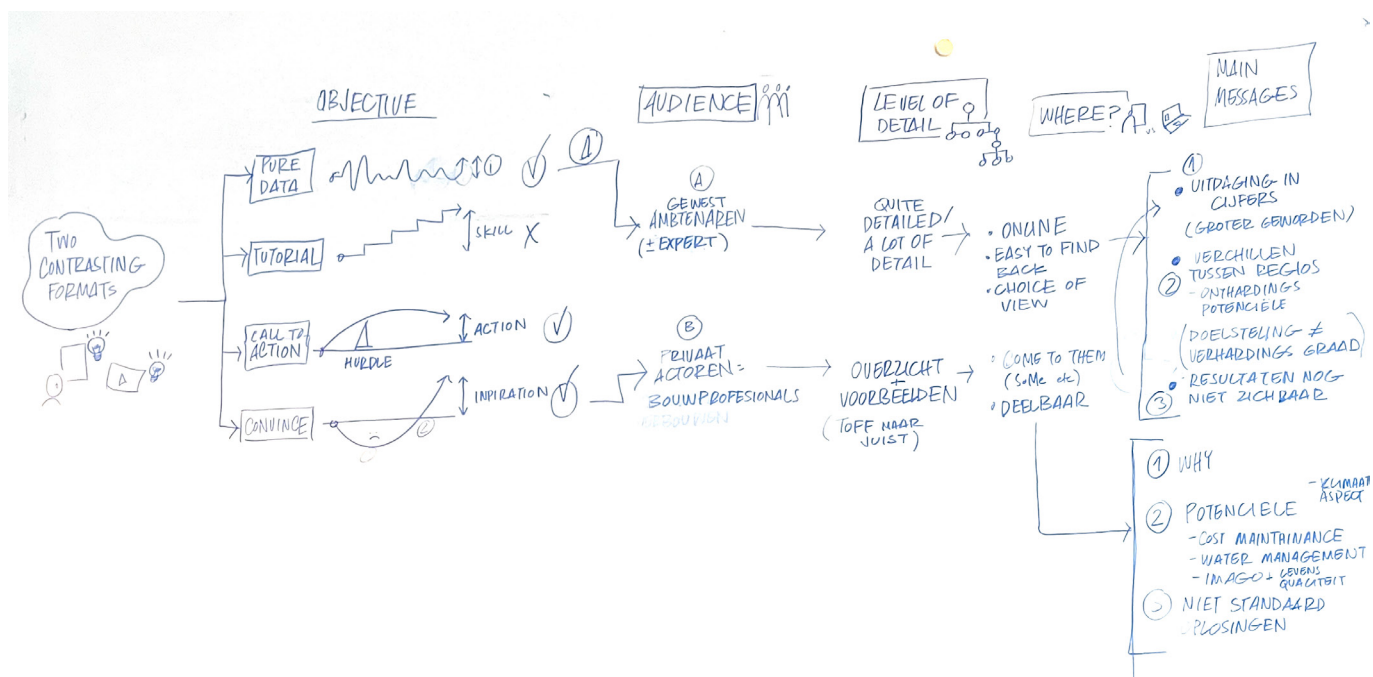 OBJECTIVE
AUDIENCE
LEVEL OF
DETAIL
WHERE?
MAIN
MESSAGES
TWO
CONTRASTING
FORMATS
A
PURE
DATA
1
A
TUTORIAL
SKILL
X
CALL TO
ACTION
HURDLE
ACTION
CONVINCE
2
INPIRATION
A
GEWEST
AMBTENAREN
(± EXPERT)
QUITE
DETAILED/
A LOT OF
DETAIL
• ONLINE
• EASY TO FIND
BACK
• CHOICE OF
VIEW
1
• UITDAGING IN
CIJFERS
(GROTER GEWORDEN)
• VERCHILLEN
TUSSEN REGIOS
2
- ONTHARDINGS
POTENCIËLE
(DOELSTELING ≠
VERHARDINGS GRAAD)
• RESULTATEN NOG
NIET ZICHBAAR
3
B
PRIVAAT
ACTOREN =
BOUWPROFESIONALS
OVERZICHT
+
VOORBEELDEN
(TOFF MAAR
JUIST)
• COME TO THEM
(SoMe etc)
• DEELBAAR
1 WHY
- KLIMAAT
ASPECT
2 POTENCIELE
- COST MAINTAINANCE
- WATER MANAGEMENT
- IMAGO + LEVENS
QUALITEIT
3 NIET STANDAARD
OPLOSINGEN